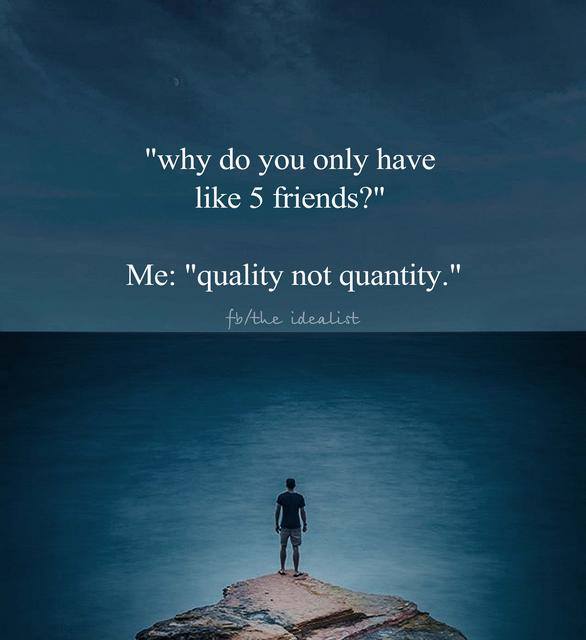 "why do you only have
like 5 friends?"
Me: "quality not quantity."
fb/the idealist